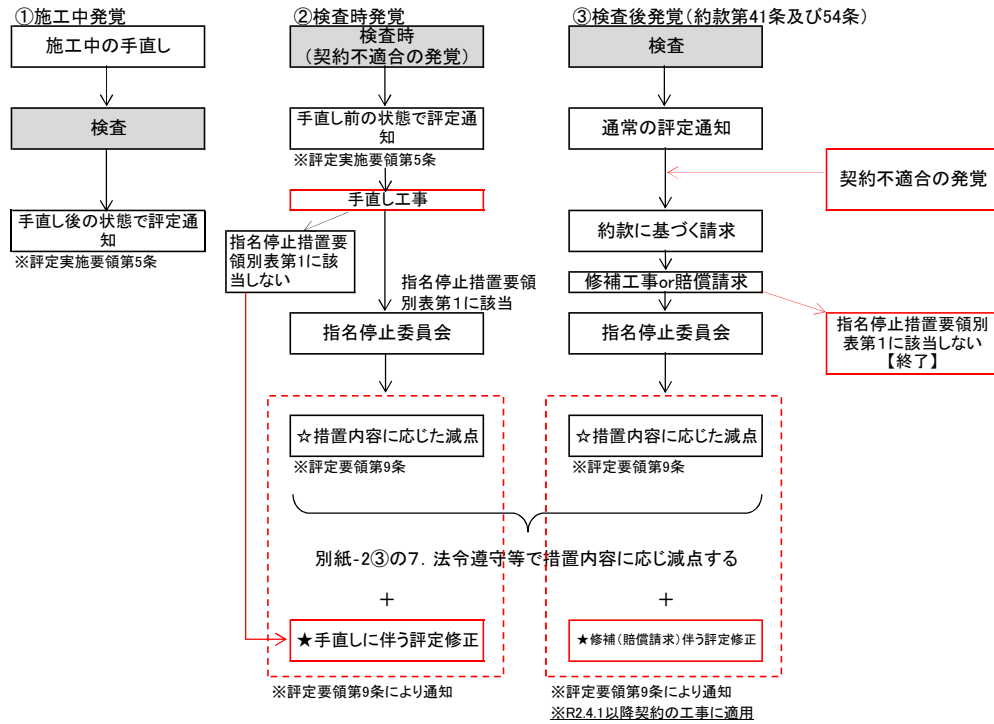 ①施工中発覚
施工中の手直し
検査
手直し後の状態で評定通
知
※評定実施要領第5条
②検査時発覚
検査時
（契約不適合の発覚）
手直し前の状態で評定通
知
※評定実施要領第5条
手直し工事
指名停止措置要
領別表第1に該
当しない
指名停止措置要領
別表第1に該当
指名停止委員会
☆措置内容に応じた減点
※評定要領第9条
③検査後発覚（約款第41条及び54条）
検査
通常の評定通知
契約不適合の発覚
約款に基づく請求
修補工事or賠償請求
指名停止措置要領別
表第1に該当しない
【終了】
指名停止委員会
☆措置内容に応じた減点
※評定要領第9条
別紙-2③の7．法令遵守等で措置内容に応じ減点する
+
+
★手直しに伴う評定修正
★修補（賠償請求）伴う評定修正
※評定要領第9条により通知
※評定要領第9条により通知
※R2.4.1以降契約の工事に適用